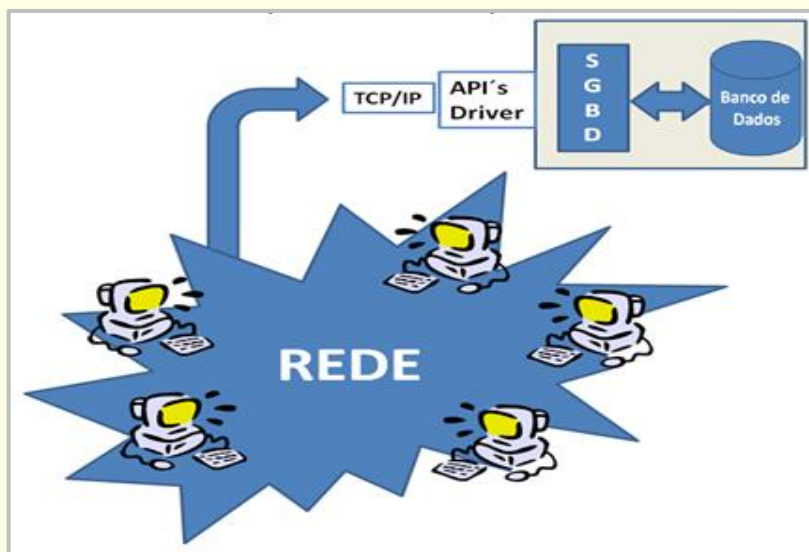 TCP/IP
API´s
Driver
S
G
B
D
Banco de
Dados
REDE